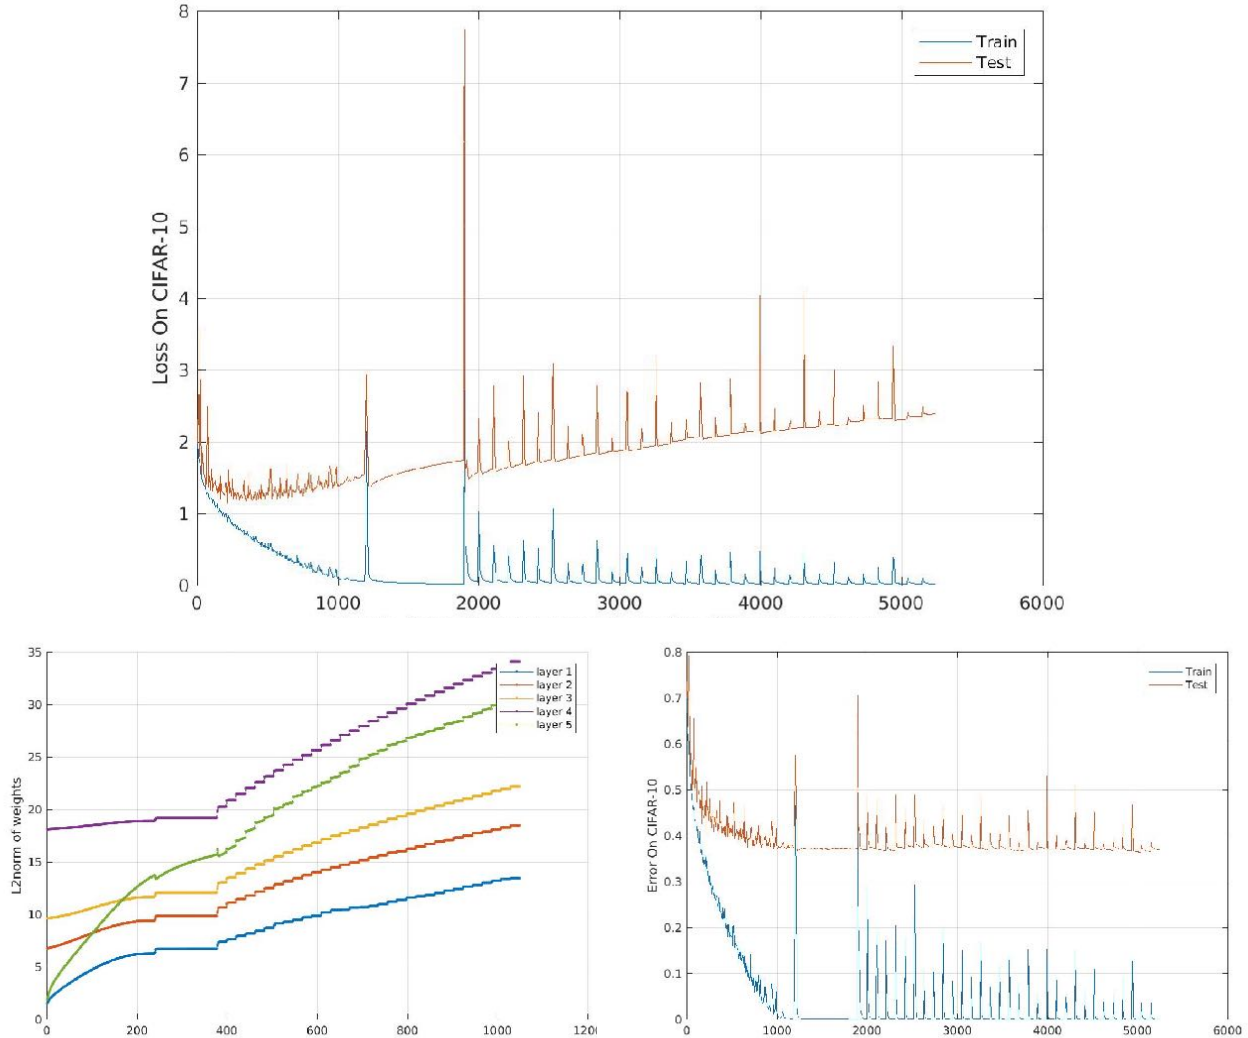 8
7
6
5
4
3
2
1
0
Loss On CIFAR-10
Train
Test
0 1000 2000 3000 4000 5000 6000
35
30
25
20
15
10
5
0
L2norm of weights
layer 1
layer 2
layer 3
layer 4
layer 5
0 200 400 600 800 1000 120
0.8
0.7
0.6
0.5
0.4
0.3
0.2
0.1
0
Error On CIFAR-10
Train
Test
0 1000 2000 3000 4000 5000 6000